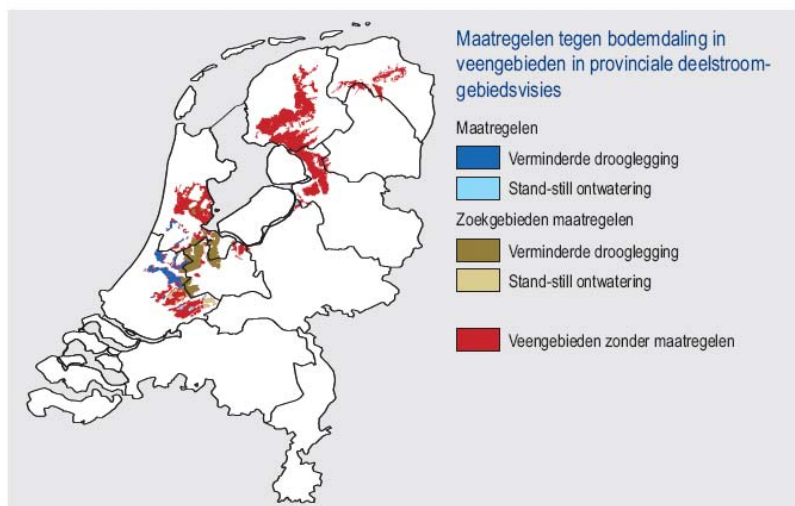 Maatregelen tegen bodemdaling in
veengebieden in provinciale deelstroom-
gebiedsvisies
Maatregelen
Verminderde drooglegging
Stand-still ontwatering
Zoekgebieden maatregelen
Verminderde drooglegging
Stand-still ontwatering
Veengebieden zonder maatregelen